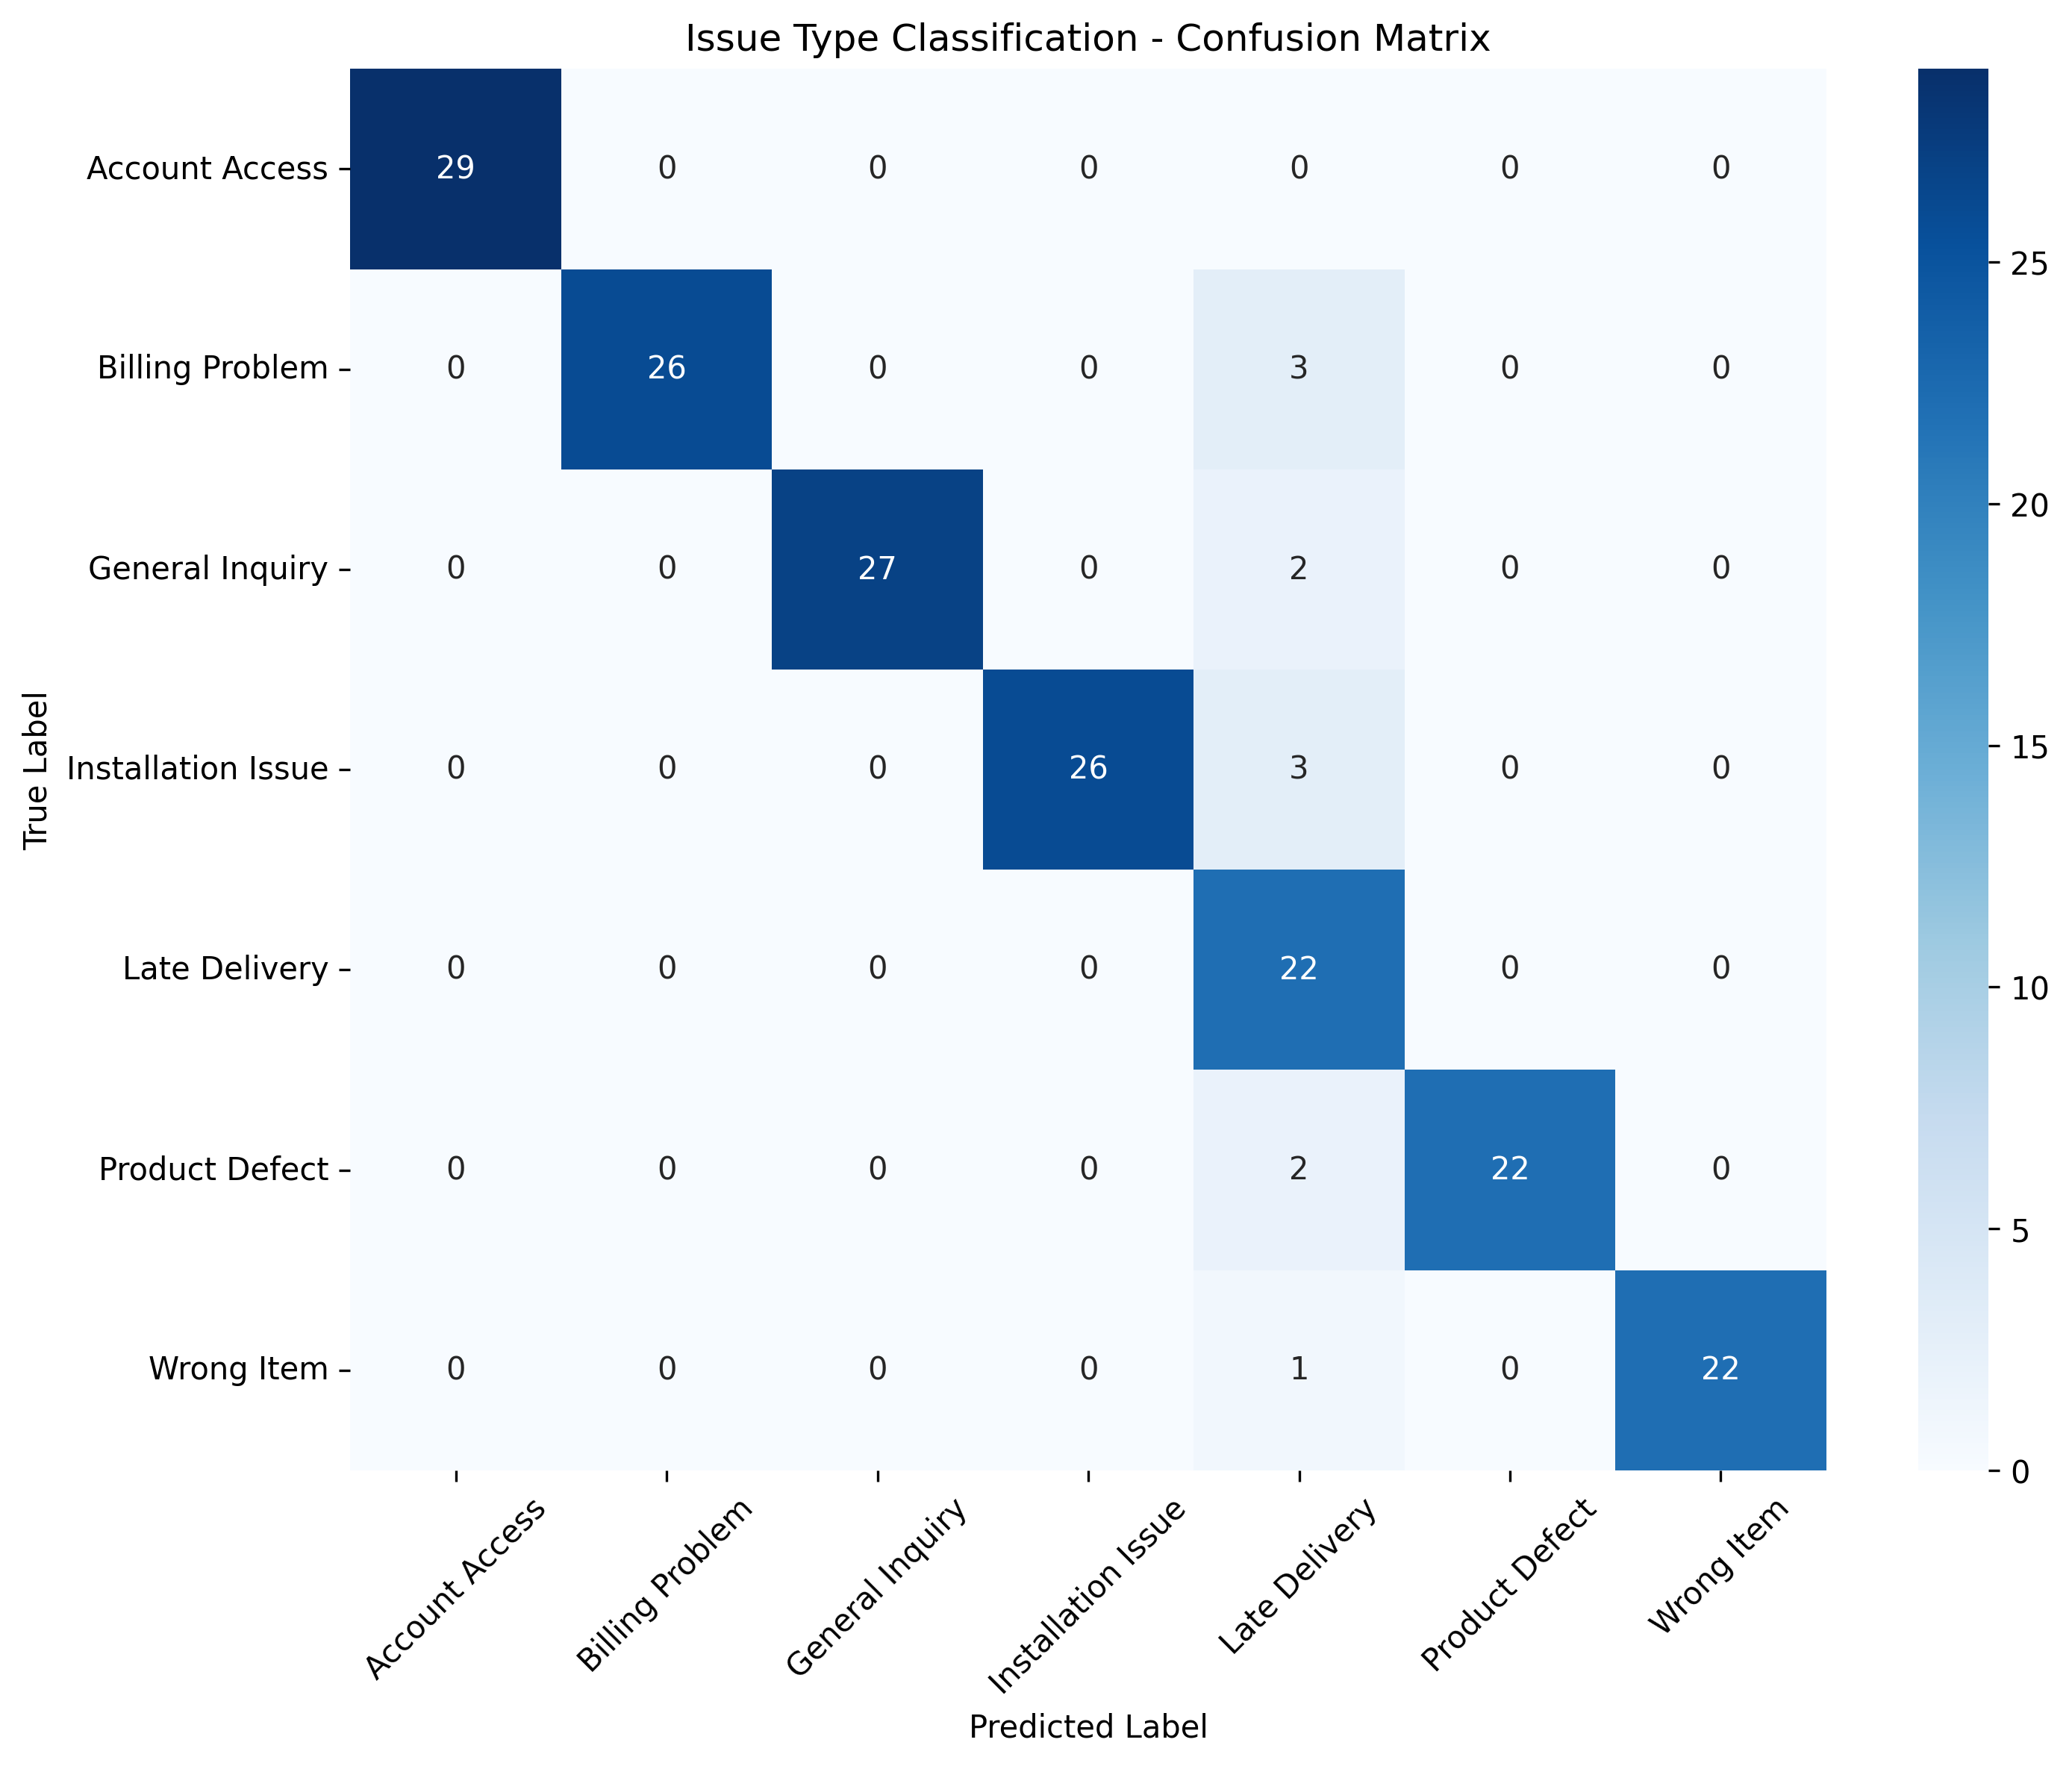 Issue Type Classification - Confusion Matrix
Account Access 29 0 0 0 0 0 0
Billing Problem 0 26 0 0 3 0 0
General Inquiry 0 0 27 0 2 0 0
Installation Issue 0 0 0 26 3 0 0
Late Delivery 0 0 0 0 22 0 0
Product Defect 0 0 0 0 2 22 0
Wrong Item 0 0 0 0 1 0 22
True Label
Account Access
Billing Problem
General Inquiry
Installation Issue
Late Delivery
Product Defect
Wrong Item
Predicted Label
25
20
15
10
5
0